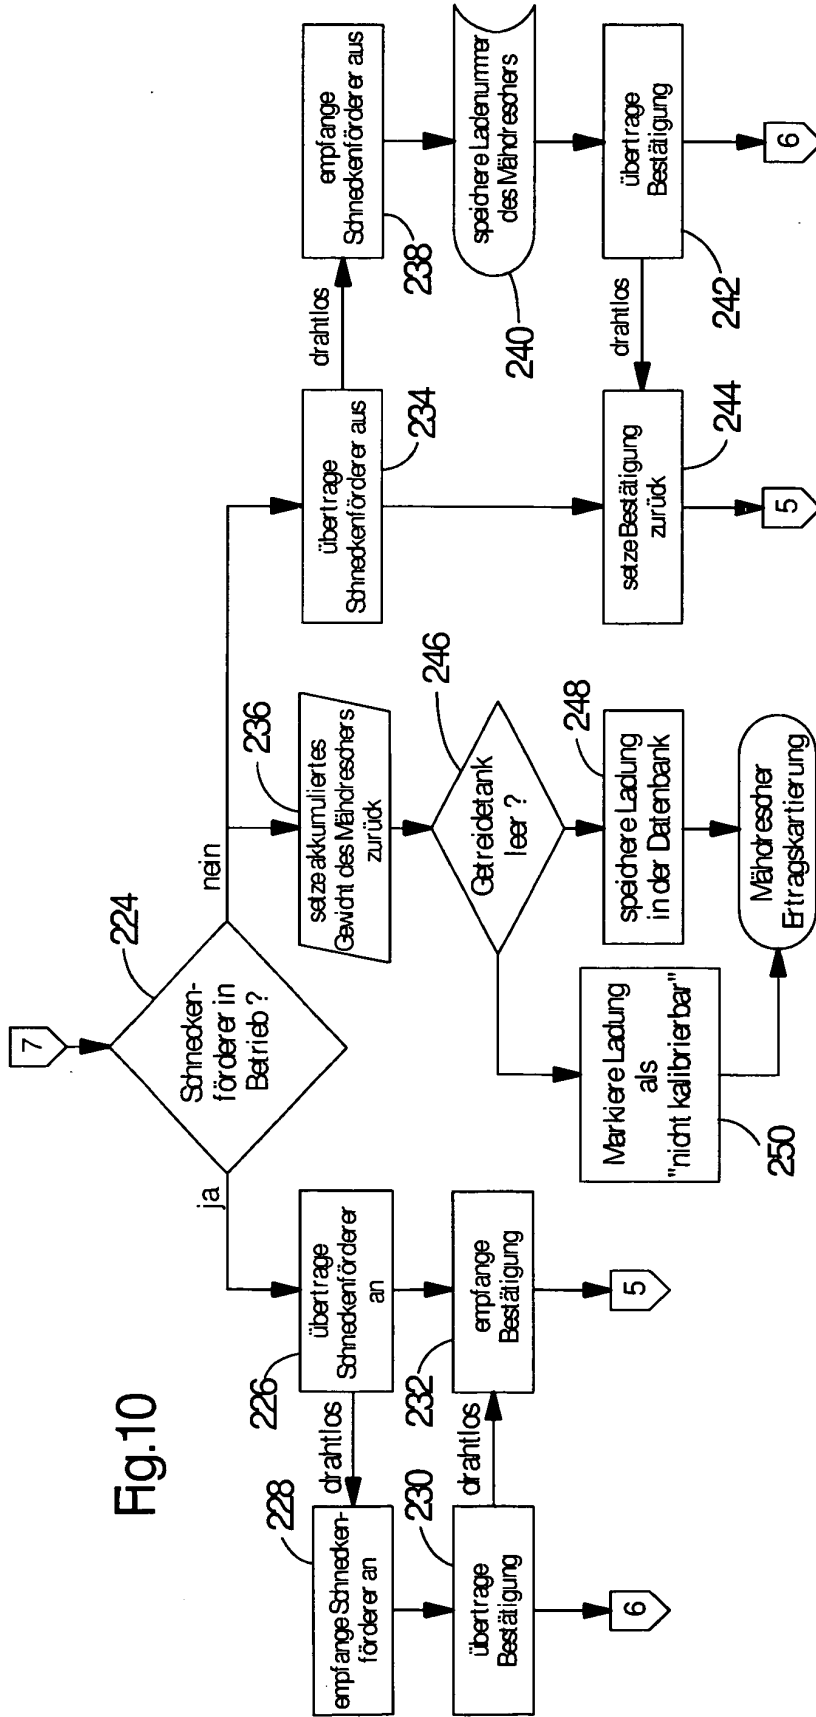 Fig.10
7
Schnecken-
förderer in
Betrieb ?
224
ja
nein
übertrage
Schneckenförderer
an
226
drahtlos
empfange Schnecken-
förderer an
228
übertrage
Bestätigung
230
drahtlos
empfange
Bestätigung
232
6
5
setze akkumuliertes
Gewicht des Mähdreschers
zurück
236
Getreidetank
leer ?
246
speichere Ladung
in der Datenbank
248
Markiere Ladung
als
"nicht kalibrierbar"
250
Mähdrescher
Ertragskartierung
übertrage
Schneckenförderer aus
234
drahtlos
empfange
Schneckenförderer aus
238
speichere Ladenummer
des Mähdreschers
240
übertrage
Bestätigung
242
drahtlos
setze Bestätigung
zurück
244
5
6